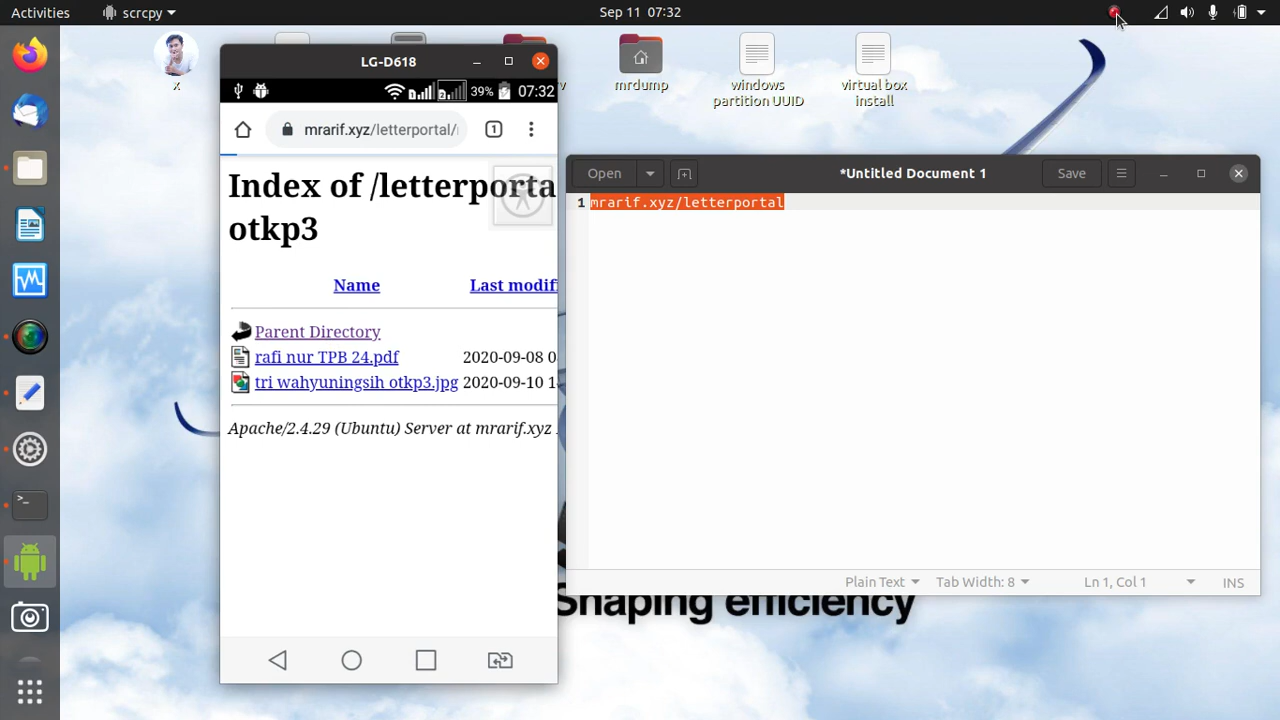 Activities
scrcpy
Sep 11 07:32
x
mrdump
windows
partition UUID
virtual box
install
LG-D618
39%
07:32
mrarif.xyz/letterportal/
1
Index of /letterporta
otkp3
Name
Last modif
Parent Directory
rafi nur TPB 24.pdf 2020-09-08 0
tri wahyuningsih otkp3.jpg 2020-09-10 1
Apache/2.4.29 (Ubuntu) Server at mrarif.xyz
Open
*Untitled Document 1
Save
1 mrarif.xyz/letterportal
Plain Text
Tab Width: 8
Ln 1, Col 1
INS
Shaping efficiency